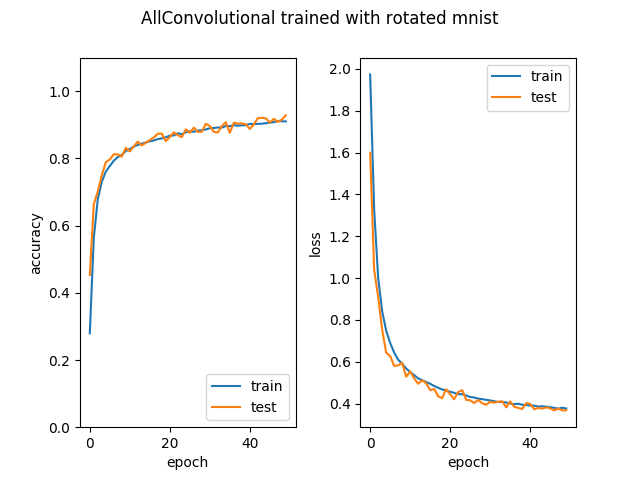 AllConvolutional trained with rotated mnist
1.0
0.8
0.6
0.4
0.2
0.0
accuracy
train
test
0
20
40
epoch
2.0
1.8
1.6
1.4
1.2
1.0
0.8
0.6
0.4
loss
train
test
0
20
40
epoch